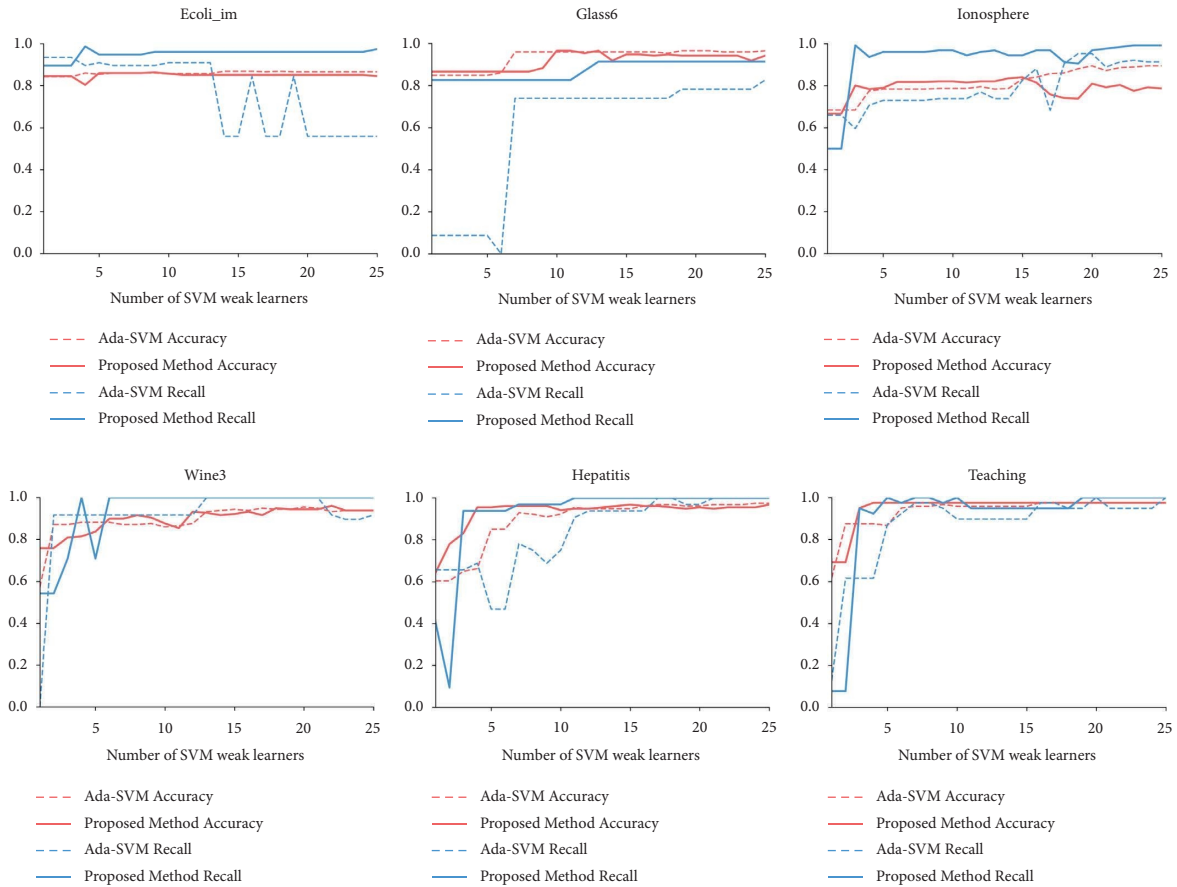 Ecoli_im
1.0
0.8
0.6
0.4
0.2
0.0
5
10
15
20
25
Number of SVM weak learners
Ada-SVM Accuracy
Proposed Method Accuracy
Ada-SVM Recall
Proposed Method Recall
Glass6
1.0
0.8
0.6
0.4
0.2
0.0
5
10
15
20
25
Number of SVM weak learners
Ada-SVM Accuracy
Proposed Method Accuracy
Ada-SVM Recall
Proposed Method Recall
Ionosphere
1.0
0.8
0.6
0.4
0.2
0.0
5
10
15
20
25
Number of SVM weak learners
Ada-SVM Accuracy
Proposed Method Accuracy
Ada-SVM Recall
Proposed Method Recall
Wine3
1.0
0.8
0.6
0.4
0.2
0.0
5
10
15
20
25
Number of SVM weak learners
Ada-SVM Accuracy
Proposed Method Accuracy
Ada-SVM Recall
Proposed Method Recall
Hepatitis
1.0
0.8
0.6
0.4
0.2
0.0
5
10
15
20
25
Number of SVM weak learners
Ada-SVM Accuracy
Proposed Method Accuracy
Ada-SVM Recall
Proposed Method Recall
Teaching
1.0
0.8
0.6
0.4
0.2
0.0
5
10
15
20
25
Number of SVM weak learners
Ada-SVM Accuracy
Proposed Method Accuracy
Ada-SVM Recall
Proposed Method Recall